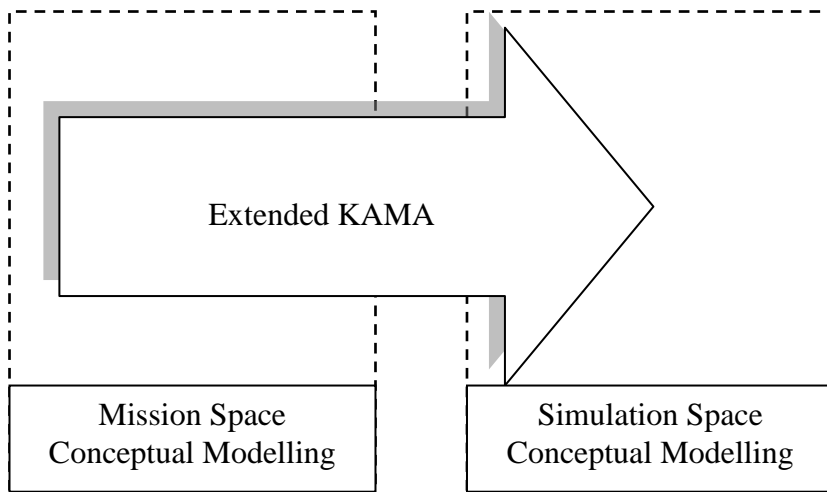 Extended KAMA
Mission Space
Conceptual Modelling
Simulation Space
Conceptual Modelling